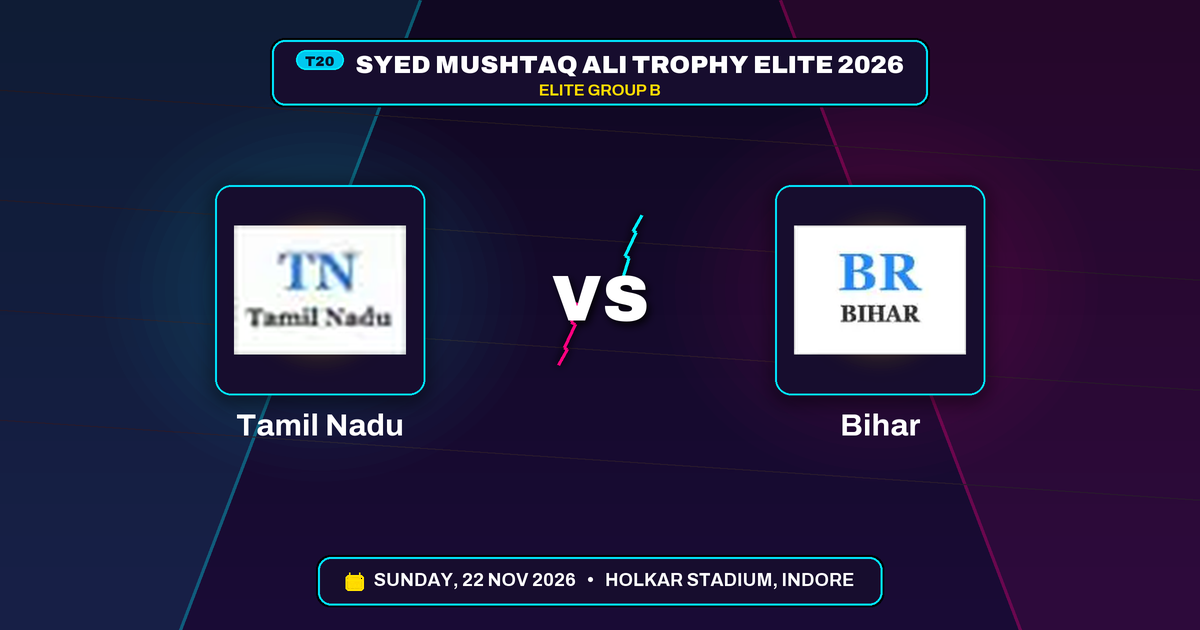 T20 SYED MUSHTAQ ALI TROPHY ELITE 2026
ELITE GROUP B
TN
Tamil Nadu
VS
BR
BIHAR
Tamil Nadu
Bihar
SUNDAY, 22 NOV 2026 • HOLKAR STADIUM, INDORE